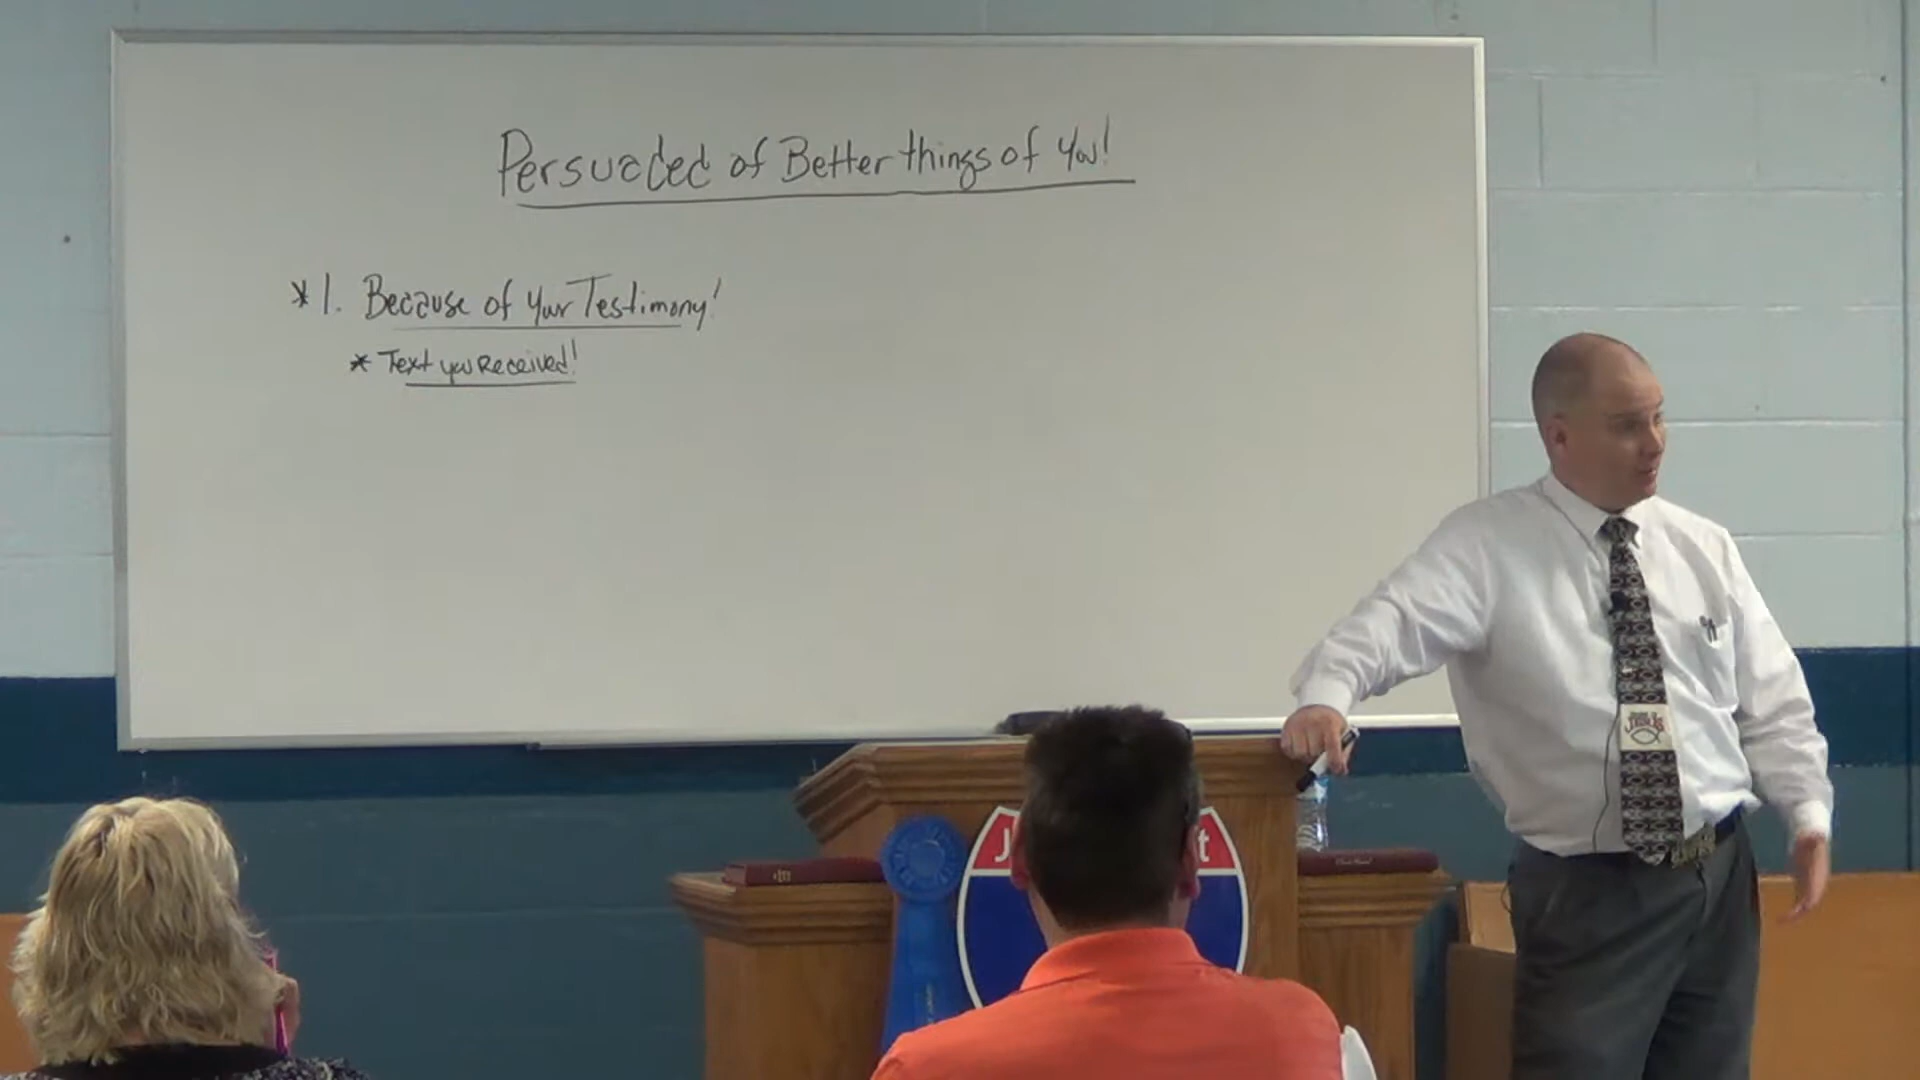 Persuaded of Better things of You!
*1. Because of Your Testimony!
* Text you Received!